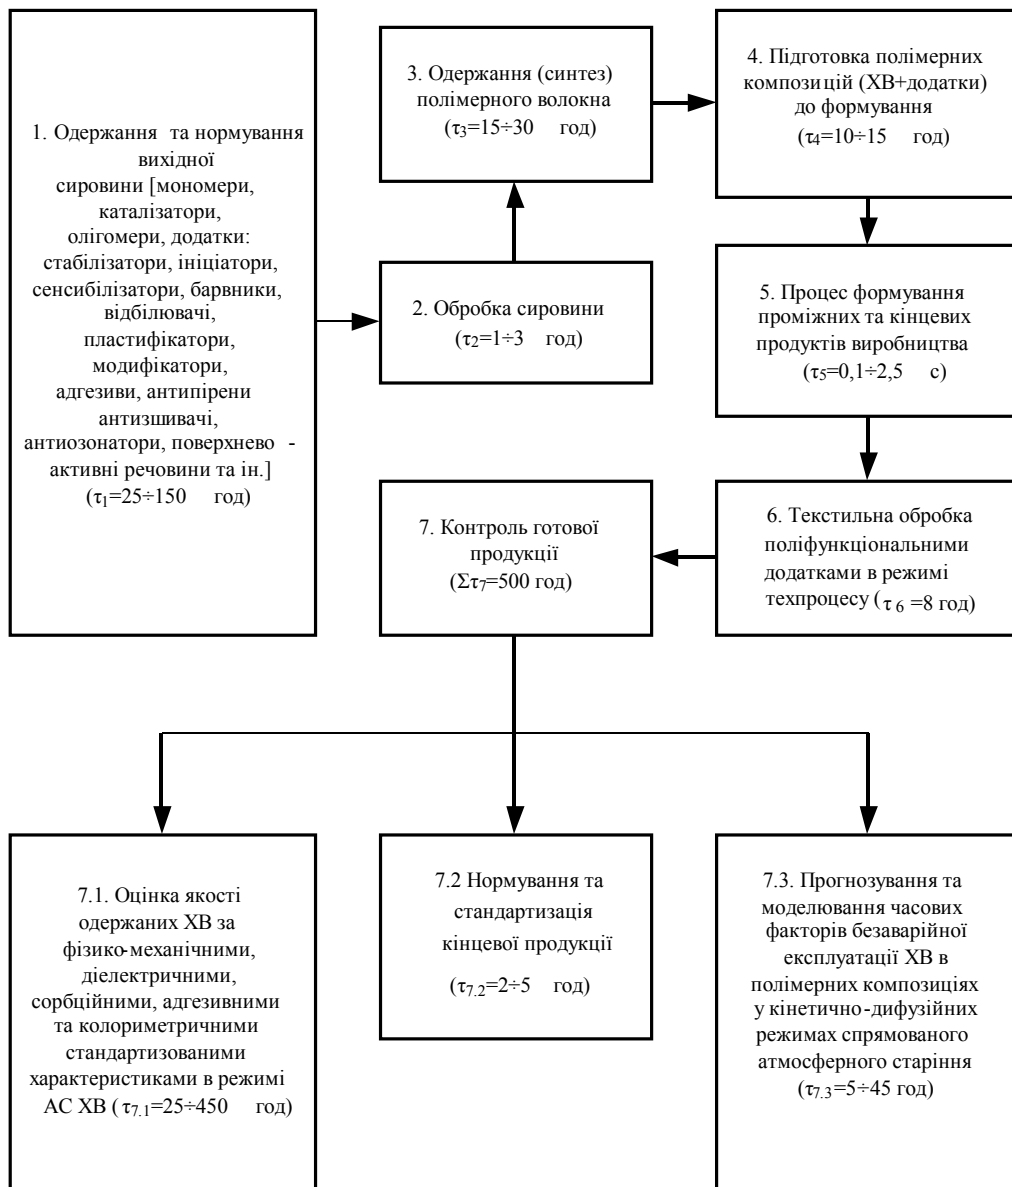 1. Одержання та нормування
вихідної
сировини [мономери,
каталізатори,
олігомери, додатки:
стабілізатори, ініціатори,
сенсибілізатори, барвники,
відбілювачі,
пластифікатори,
модифікатори,
адгезиви, антипірени
антизшивачі,
антиозонатори, поверхнево -
активні речовини та ін.]
(τ₁=25÷150 год)
2. Обробка сировини
(τ₂=1÷3 год)
3. Одержання (синтез)
полімерного волокна
(τ₃=15÷30 год)
4. Підготовка полімерних
композицій (ХВ+додатки)
до формування
(τ₄=10÷15 год)
5. Процес формування
проміжних та кінцевих
продуктів виробництва
(τ₅=0,1÷2,5 с)
6. Текстильна обробка
поліфункціональними
додатками в режимі
техпроцесу (τ ₆ =8 год)
7. Контроль готової
продукції
(Στ₇=500 год)
7.1. Оцінка якості
одержаних ХВ за
фізико-механічними,
діелектричними,
сорбційними, адгезивними
та колориметричними
стандартизованими
характеристиками в режимі
АС ХВ ( τ₇.₁=25÷450 год)
7.2 Нормування та
стандартизація
кінцевої продукції
(τ₇.₂=2÷5 год)
7.3. Прогнозування та
моделювання часових
факторів безаварійної
експлуатації ХВ в
полімерних композиціях
у кінетично-дифузійних
режимах спрямованого
атмосферного старіння
(τ₇.₃=5÷45 год)